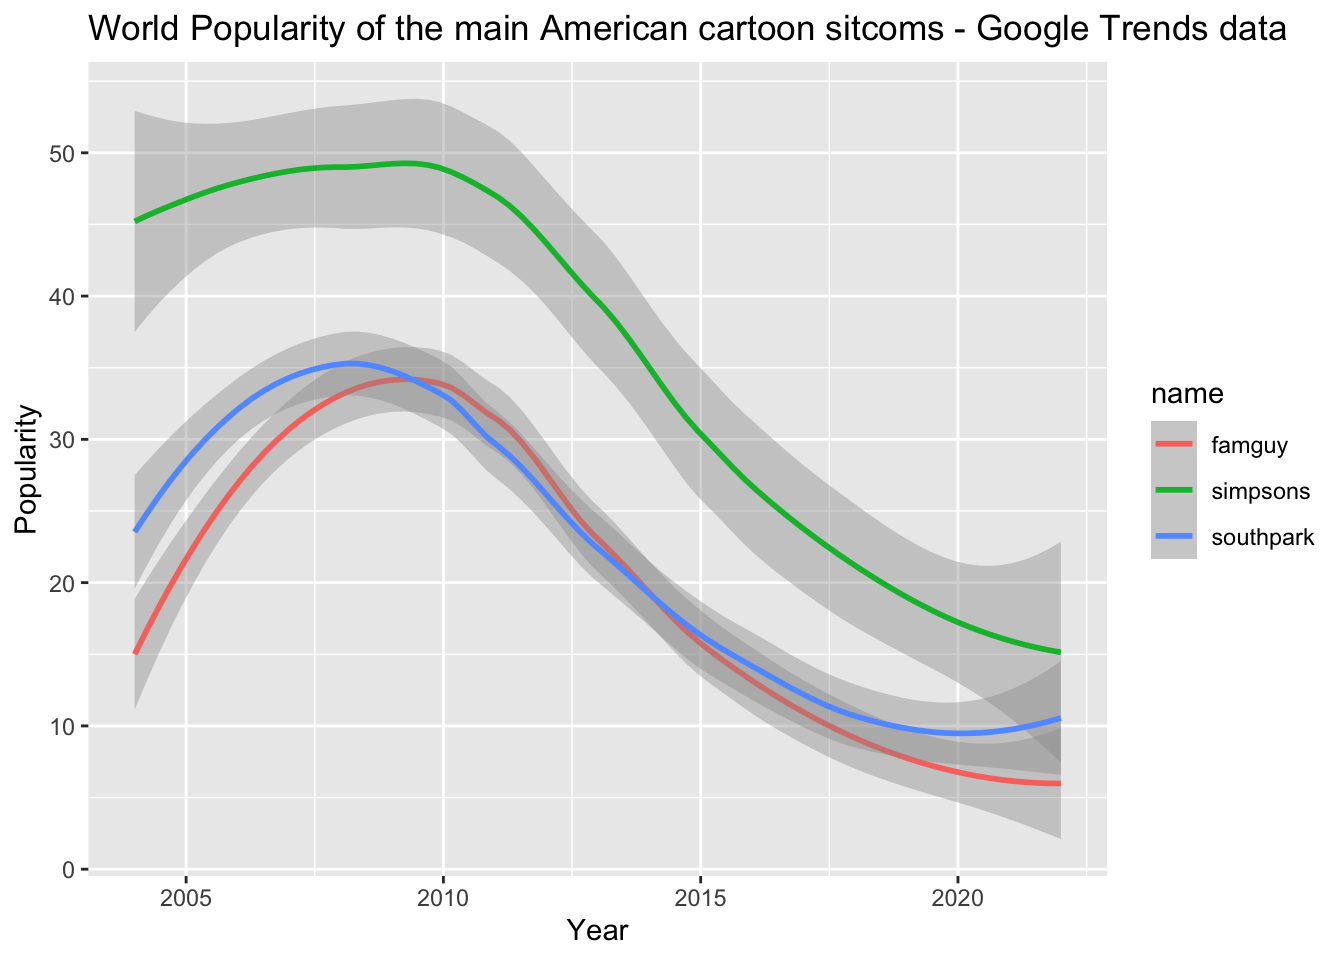 World Popularity of the main American cartoon sitcoms - Google Trends data
Popularity
50
40
30
20
10
0
2005 2010 2015 2020
Year
name
famguy
simpsons
southpark